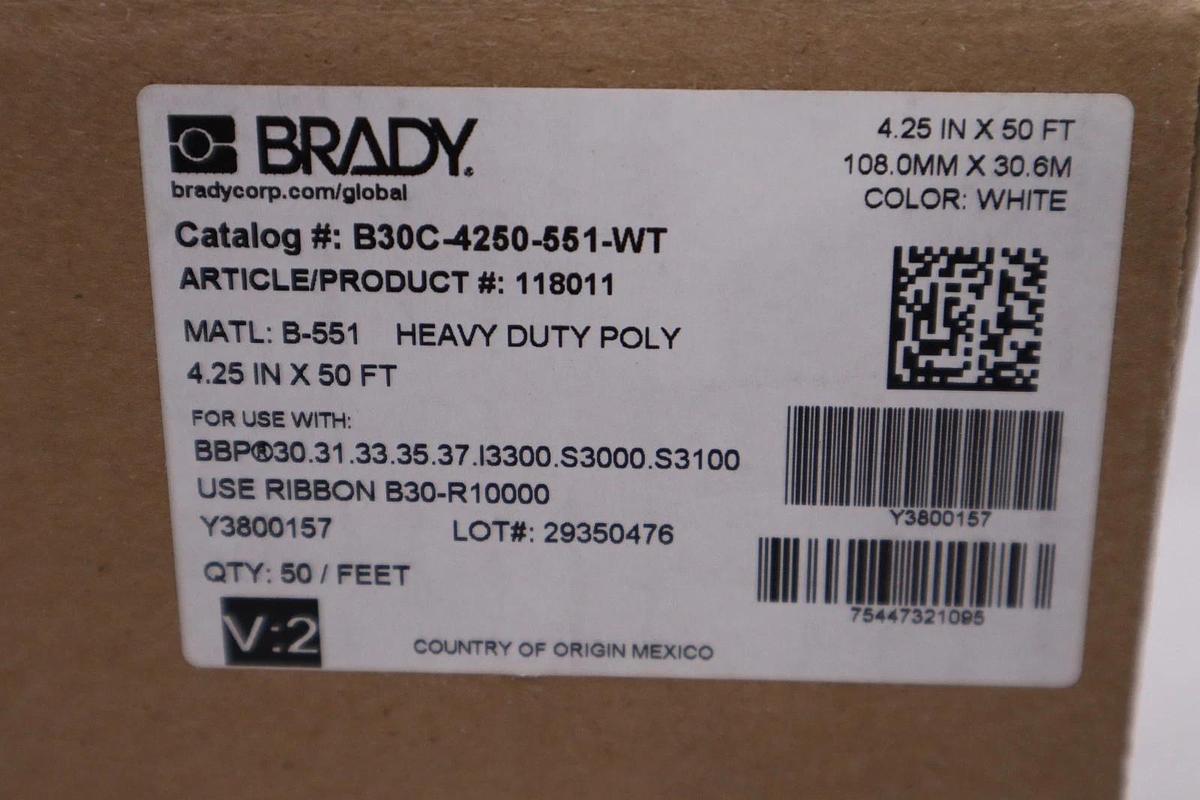 BRADY.
bradycorp.com/global
4.25 IN X 50 FT
108.0MM X 30.6M
COLOR: WHITE
Catalog #: B30C-4250-551-WT
ARTICLE/PRODUCT #: 118011
MATL: B-551 HEAVY DUTY POLY
4.25 IN X 50 FT
FOR USE WITH:
BBP®30.31.33.35.37.I3300.S3000.S3100
USE RIBBON B30-R10000
Y3800157 LOT#: 29350476
QTY: 50 / FEET
V:2
COUNTRY OF ORIGIN MEXICO
Y3800157
75447321095